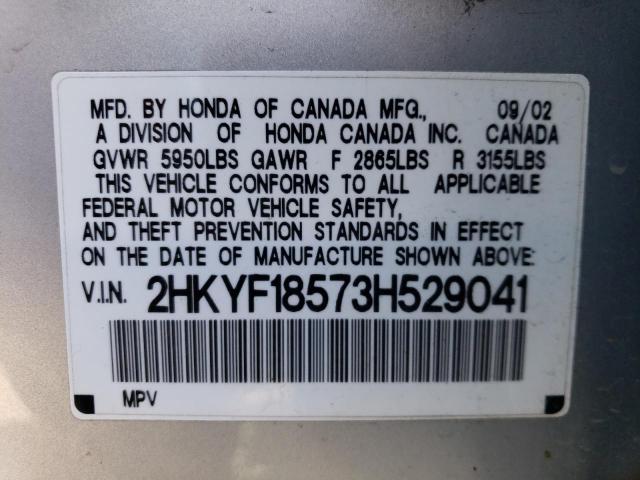 MFD. BY HONDA OF CANADA MFG., 09/02
A DIVISION OF HONDA CANADA INC. CANADA
GVWR 5950LBS GAWR F 2865LBS R 3155LBS
THIS VEHICLE CONFORMS TO ALL APPLICABLE
FEDERAL MOTOR VEHICLE SAFETY,
AND THEFT PREVENTION STANDARDS IN EFFECT
ON THE DATE OF MANUFACTURE SHOWN ABOVE:
V.I.N. 2HKYF18573H529041
MPV